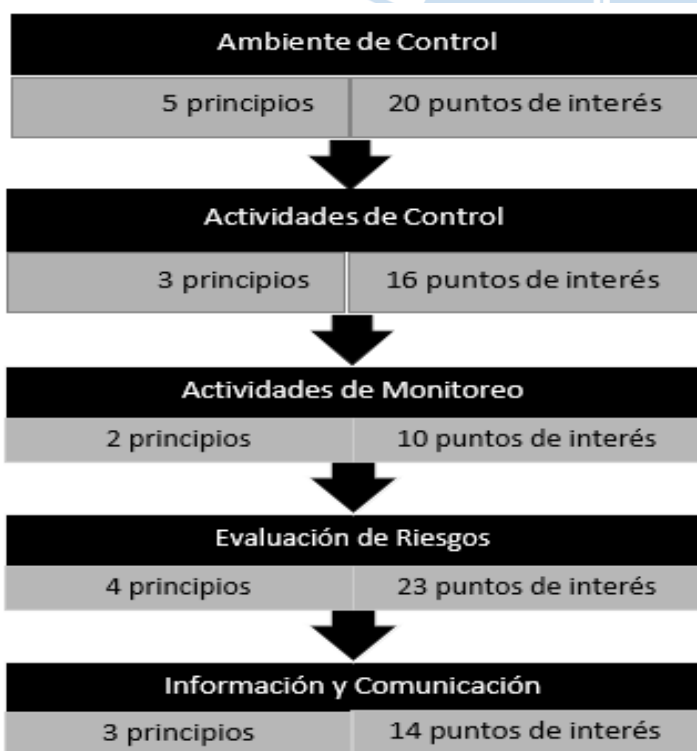 Ambiente de Control
5 principios 20 puntos de interés
Actividades de Control
3 principios 16 puntos de interés
Actividades de Monitoreo
2 principios 10 puntos de interés
Evaluación de Riesgos
4 principios 23 puntos de interés
Información y Comunicación
3 principios 14 puntos de interés